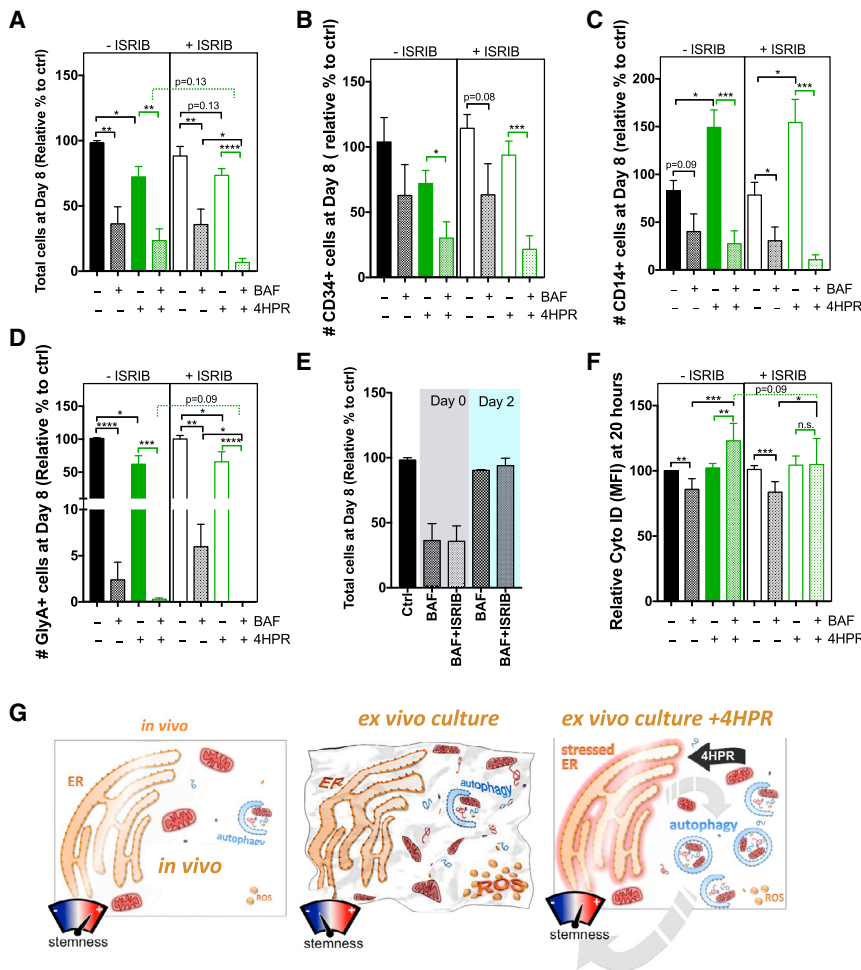 A
- ISRIB
+ ISRIB
Total cells at Day 8 (Relative % to ctrl)
150
100
50
0
p=0.13
*
**
p=0.13
**
**
*
****
– + – + – + – + BAF
– – + + – – + + 4HPR
B
- ISRIB
+ ISRIB
# CD34+ cells at Day 8 ( relative % to ctrl)
150
100
50
0
*
p=0.08
***
– + – + – + – + BAF
– – + + – – + + 4HPR
C
- ISRIB
+ ISRIB
#CD14+ cells at Day 8 (relative % to ctrl)
200
150
100
50
0
p=0.09
*
***
*
*
***
– + – + – + – + BAF
– – + + – – + + 4HPR
D
- ISRIB
+ ISRIB
# GlyA+ cells at Day 8 (Relative % to ctrl)
150
100
50
10
5
0
p=0.09
*
****
***
*
**
*
****
– + – + – + – + BAF
– – + + – – + + 4HPR
E
Total cells at Day 8 (Relative % to ctrl)
150
100
50
0
Day 0
Day 2
Ctrl
BAF
BAF+ISRIB
BAF
BAF+ISRIB
F
- ISRIB
+ ISRIB
Relative Cyto ID (MFI) at 20 hours
150
100
50
0
p=0.09
***
**
**
*
***
n.s.
– + – + – + – + BAF
– – + + – – + + 4HPR
G
in vivo
ER
autophagy
in vivo
ROS
- +
stemness
ex vivo culture
ER
autophagy
ROS
- +
stemness
ex vivo culture +4HPR
stressed
ER
4HPR
autophagy
ROS
- +
stemness